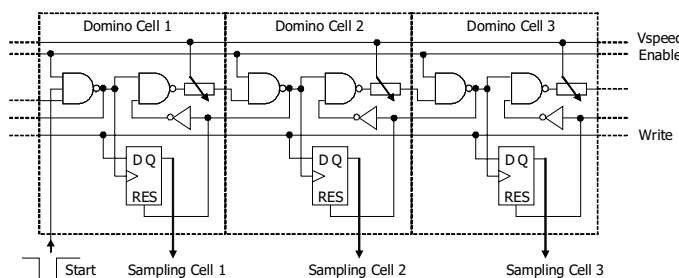 Domino Cell 1 Domino Cell 2 Domino Cell 3
Vspeed
Enable
Write
D Q D Q D Q
RES RES RES
Start Sampling Cell 1 Sampling Cell 2 Sampling Cell 3